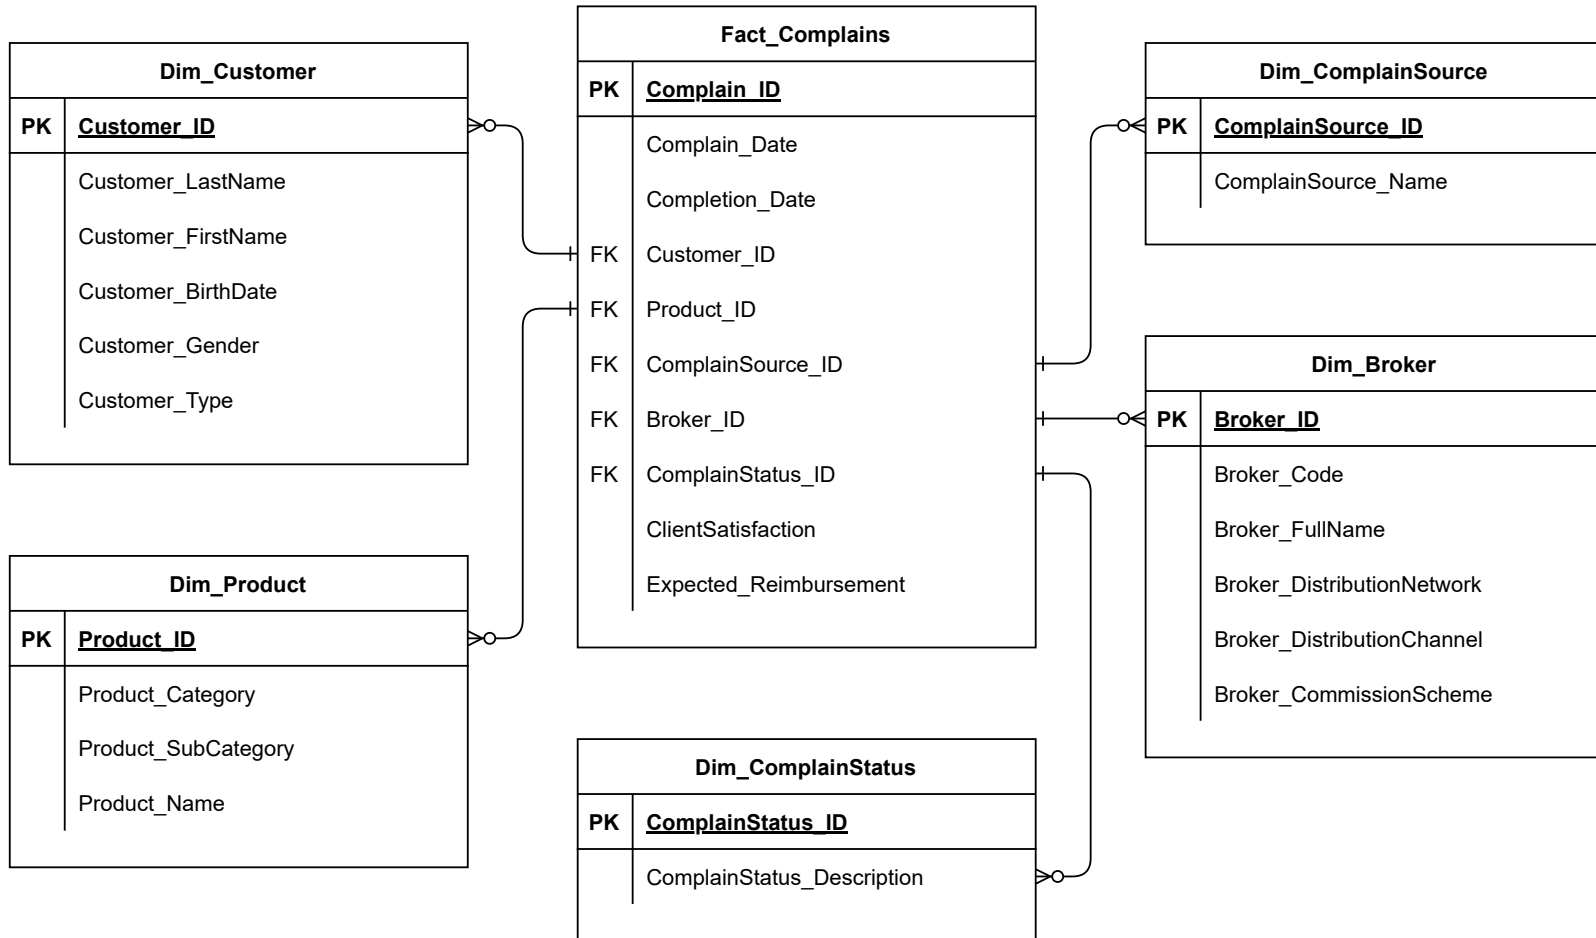 Fact_Complains
PK Complain_ID
Complain_Date
Completion_Date
FK Customer_ID
FK Product_ID
FK ComplainSource_ID
FK Broker_ID
FK ComplainStatus_ID
ClientSatisfaction
Expected_Reimbursement
Dim_Customer
PK Customer_ID
Customer_LastName
Customer_FirstName
Customer_BirthDate
Customer_Gender
Customer_Type
Dim_Product
PK Product_ID
Product_Category
Product_SubCategory
Product_Name
Dim_ComplainStatus
PK ComplainStatus_ID
ComplainStatus_Description
Dim_ComplainSource
PK ComplainSource_ID
ComplainSource_Name
Dim_Broker
PK Broker_ID
Broker_Code
Broker_FullName
Broker_DistributionNetwork
Broker_DistributionChannel
Broker_CommissionScheme